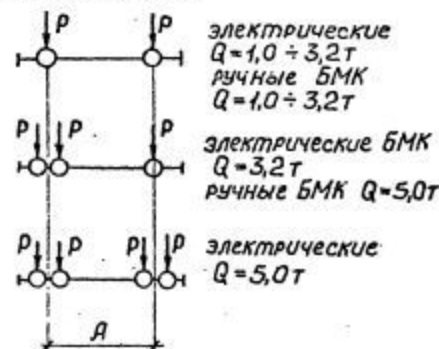 P P
электрические
Q=1,0÷3,2т
ручные БМК
Q=1,0÷3,2т
P P P
электрические БМК
Q=3,2т
ручные БМК Q=5,0т
P P P P
электрические
Q=5,0т
A